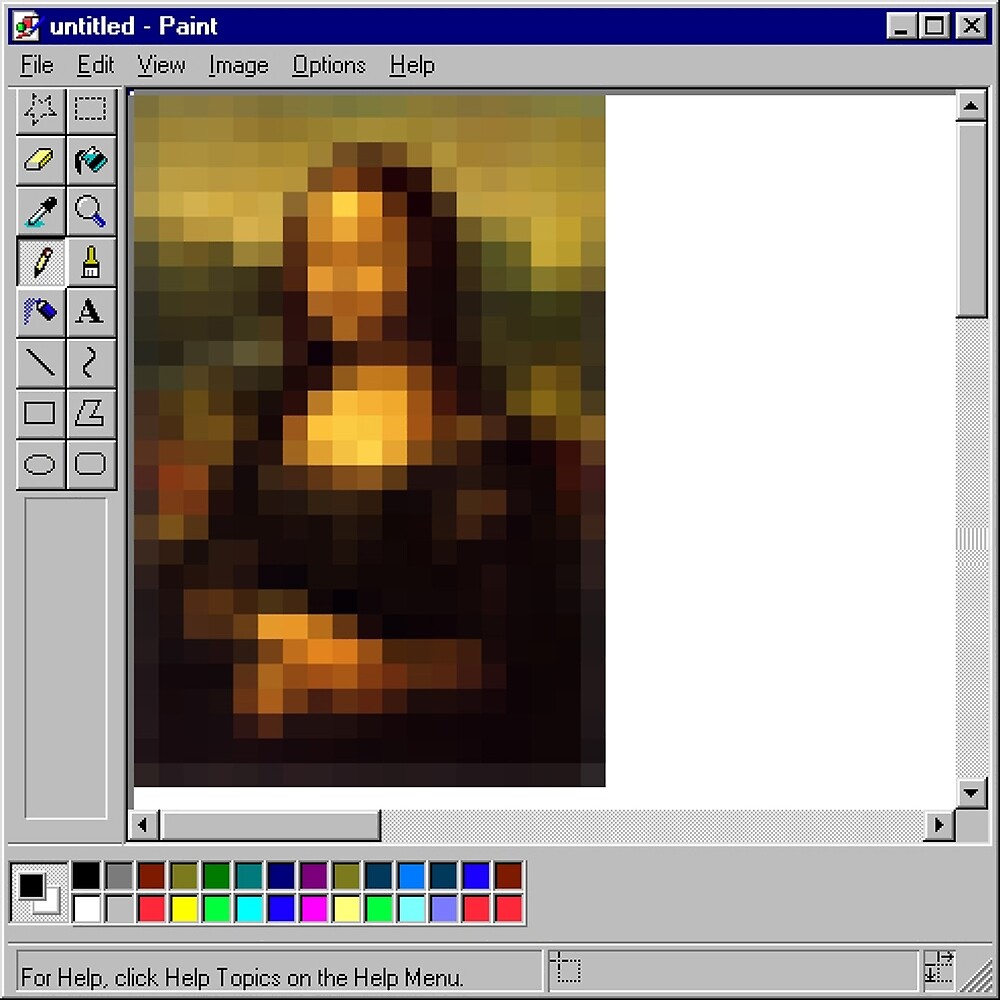 untitled - Paint
File Edit View Image Options Help
A
For Help, click Help Topics on the Help Menu.